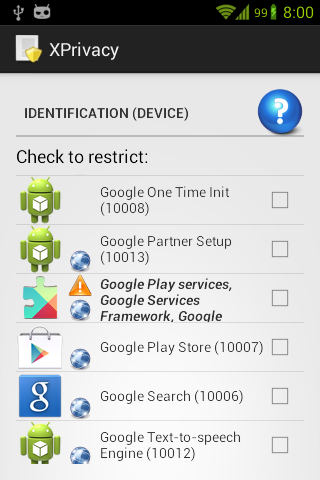 99 8:00
XPrivacy
IDENTIFICATION (DEVICE)
?
Check to restrict:
Google One Time Init
(10008)
Google Partner Setup
(10013)
Google Play services,
Google Services
Framework, Google
Google Play Store (10007)
g
Google Search (10006)
Google Text-to-speech
Engine (10012)